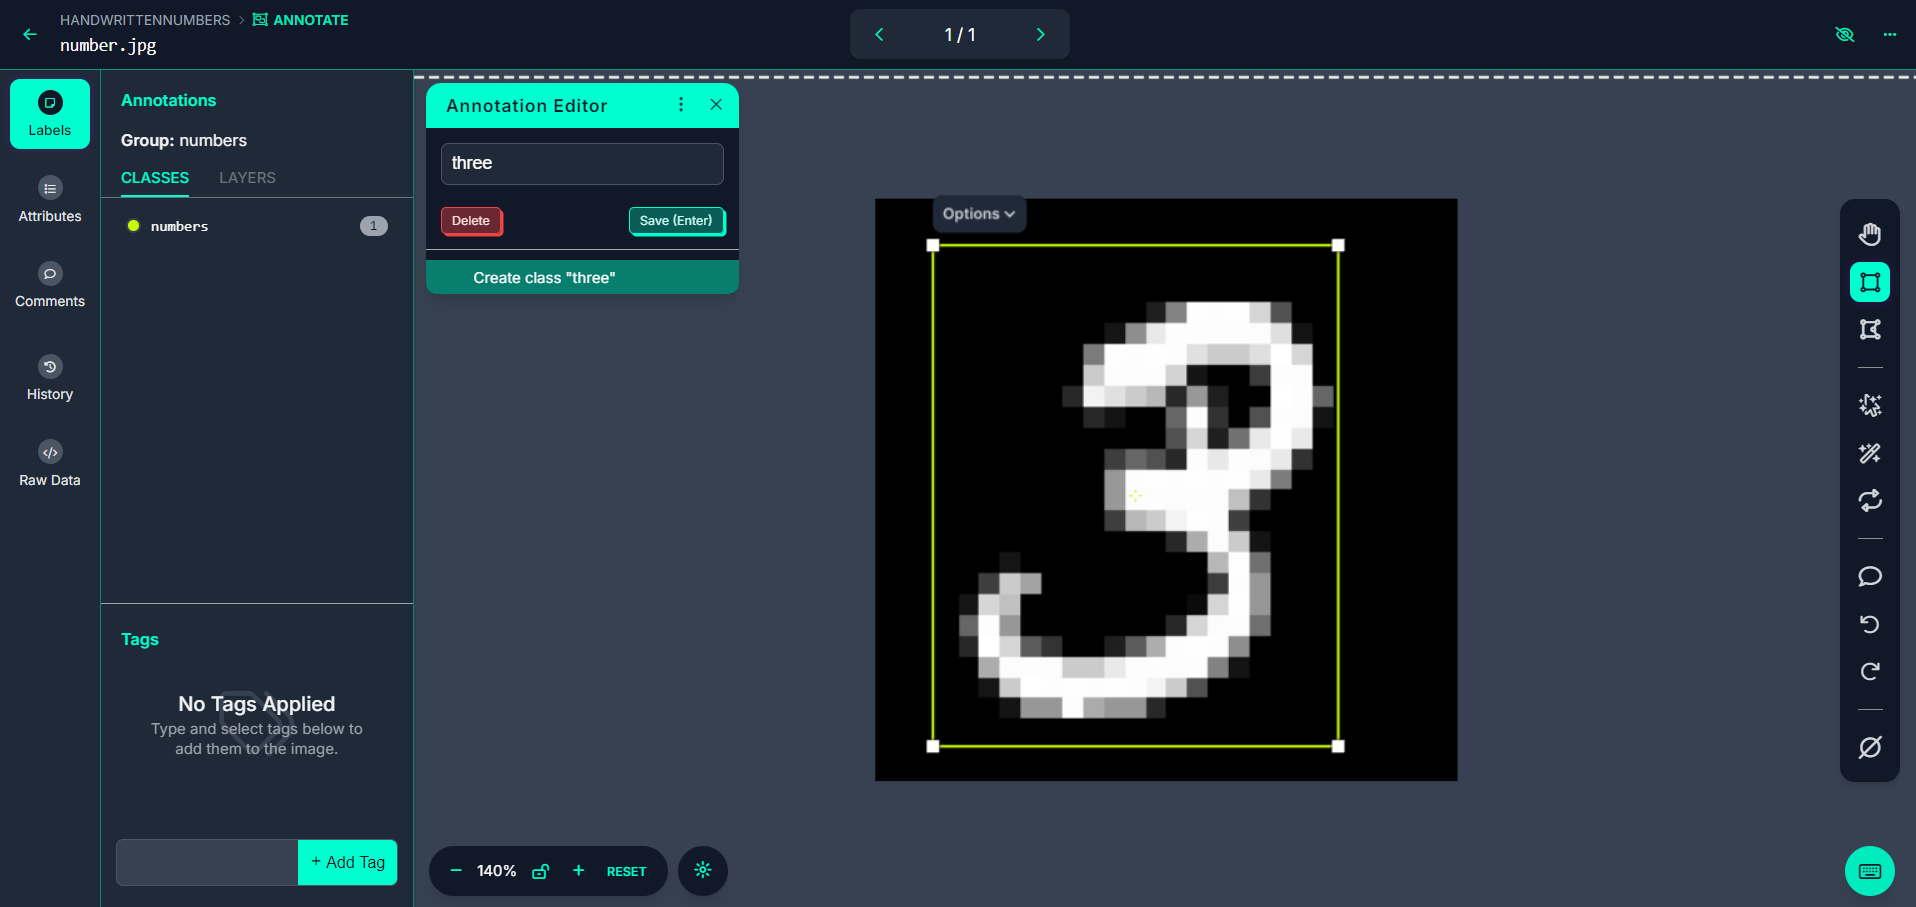 HANDWRITTENNUMBERS > ANNOTATE
number.jpg
1 / 1
Labels
Attributes
Comments
History
Raw Data
Annotations
Group: numbers
CLASSES LAYERS
numbers 1
Tags
No Tags Applied
Type and select tags below to
add them to the image.
+ Add Tag
Annotation Editor
three
Delete Save (Enter)
Create class "three"
Options
3
140% RESET